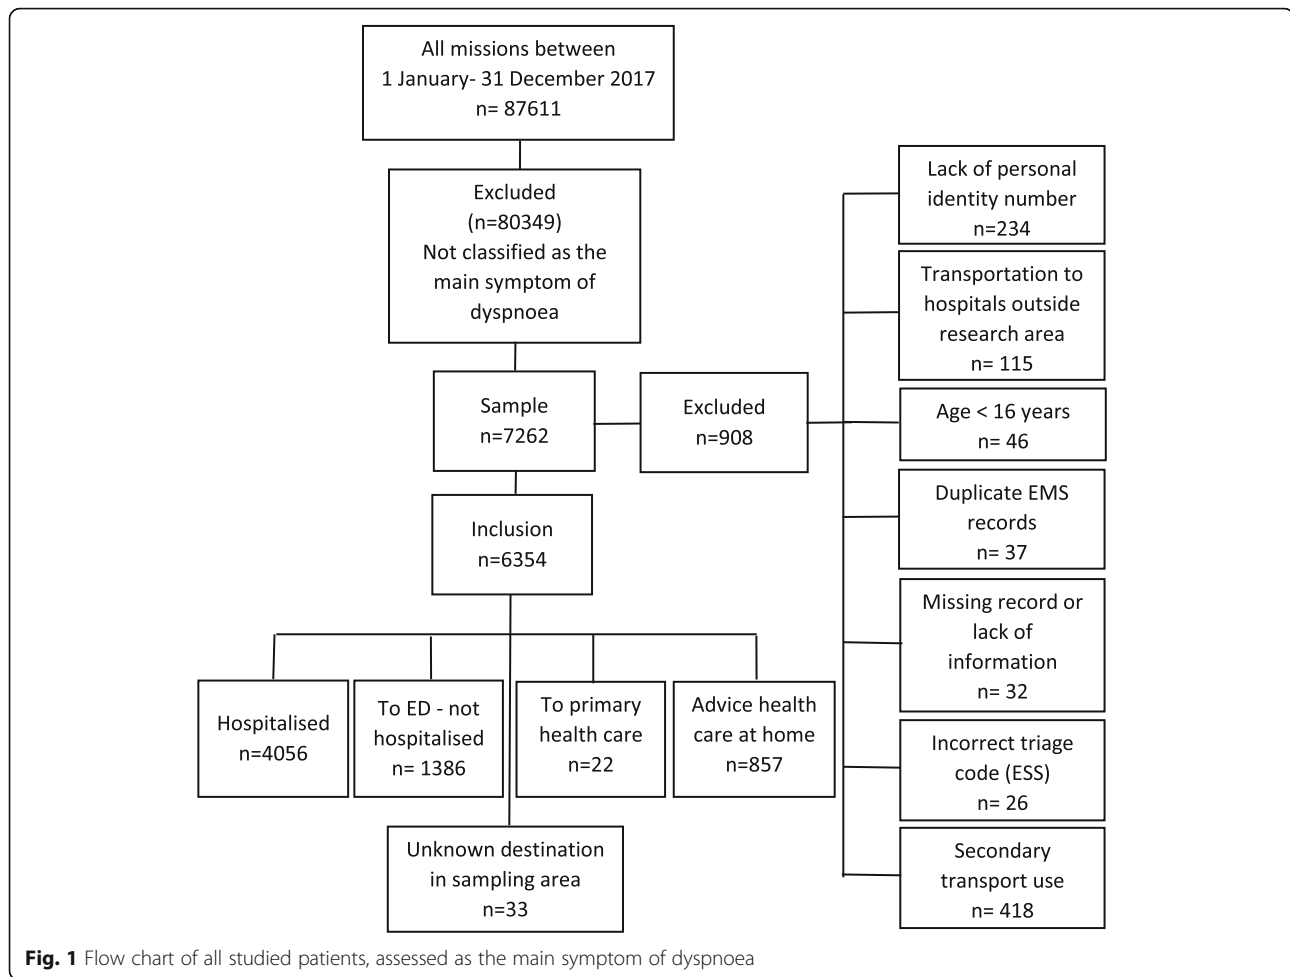 All missions between
1 January- 31 December 2017
n= 87611
Excluded
(n=80349)
Not classified as the
main symptom of
dyspnoea
Sample
n=7262
Excluded
n=908
Lack of personal
identity number
n=234
Transportation to
hospitals outside
research area
n= 115
Age < 16 years
n= 46
Duplicate EMS
records
n= 37
Missing record or
lack of
information
n= 32
Incorrect triage
code (ESS)
n= 26
Secondary
transport use
n= 418
Inclusion
n=6354
Hospitalised
n=4056
To ED - not
hospitalised
n= 1386
To primary
health care
n=22
Advice health
care at home
n=857
Unknown destination
in sampling area
n=33
Fig. 1 Flow chart of all studied patients, assessed as the main symptom of dyspnoea